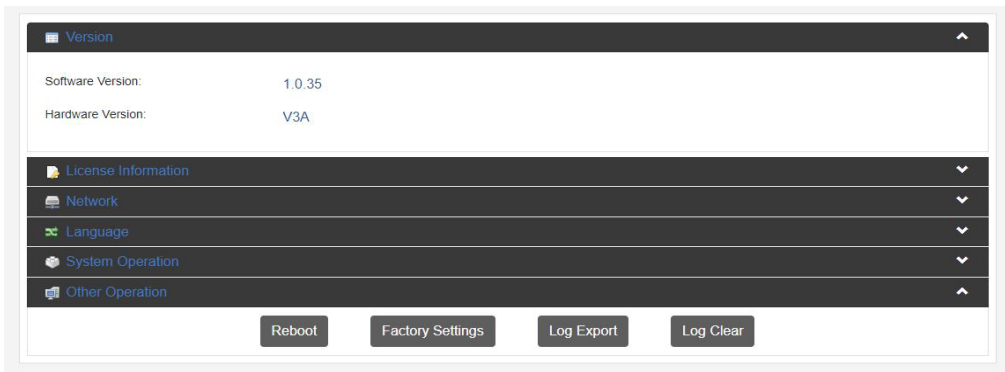 Version
Software Version: 1.0.35
Hardware Version: V3A
License Information
Network
Language
System Operation
Other Operation
Reboot Factory Settings Log Export Log Clear